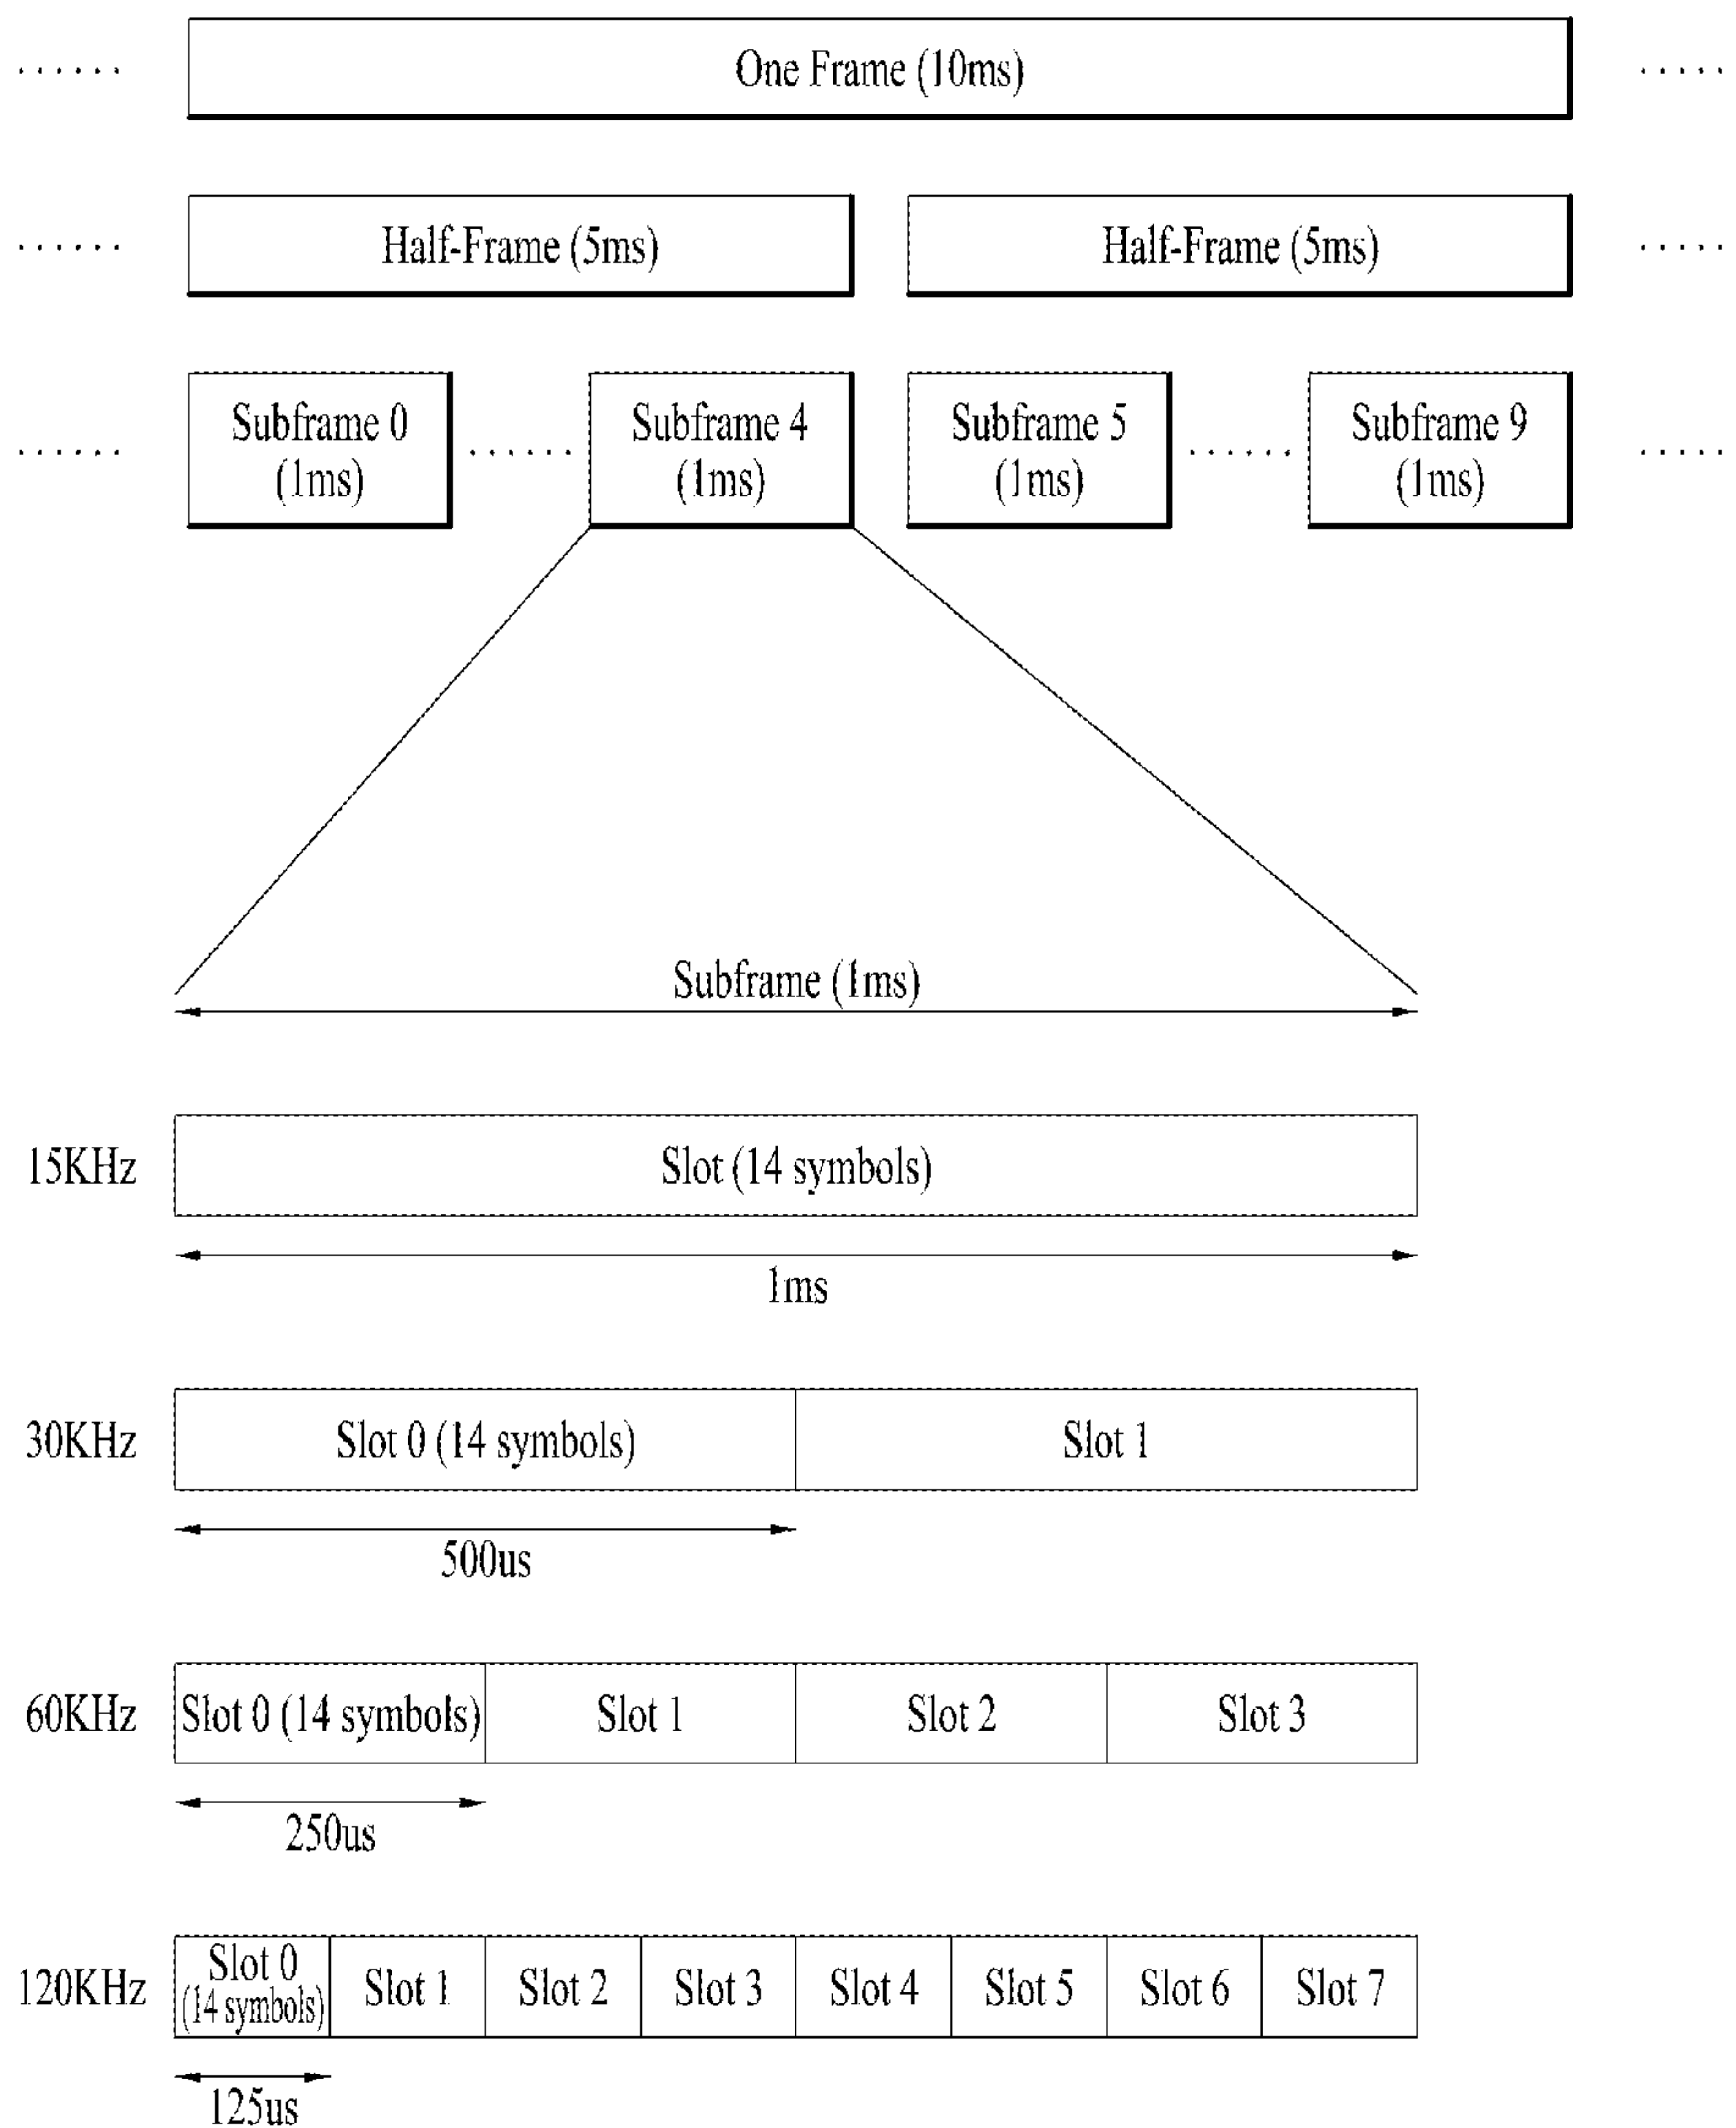 ...... One Frame (10ms) .....
...... Half-Frame (5ms) Half-Frame (5ms) .....
Subframe 0
(1ms)
Subframe 4
(1ms)
Subframe 5
(1ms)
Subframe 9
(1ms)
...... ...... ...... .....
Subframe (1ms)
15KHz Slot (14 symbols)
1ms
30KHz Slot 0 (14 symbols) Slot 1
500us
60KHz Slot 0 (14 symbols) Slot 1 Slot 2 Slot 3
250us
120KHz
Slot 0
(14 symbols)
Slot 1 Slot 2 Slot 3 Slot 4 Slot 5 Slot 6 Slot 7
125us